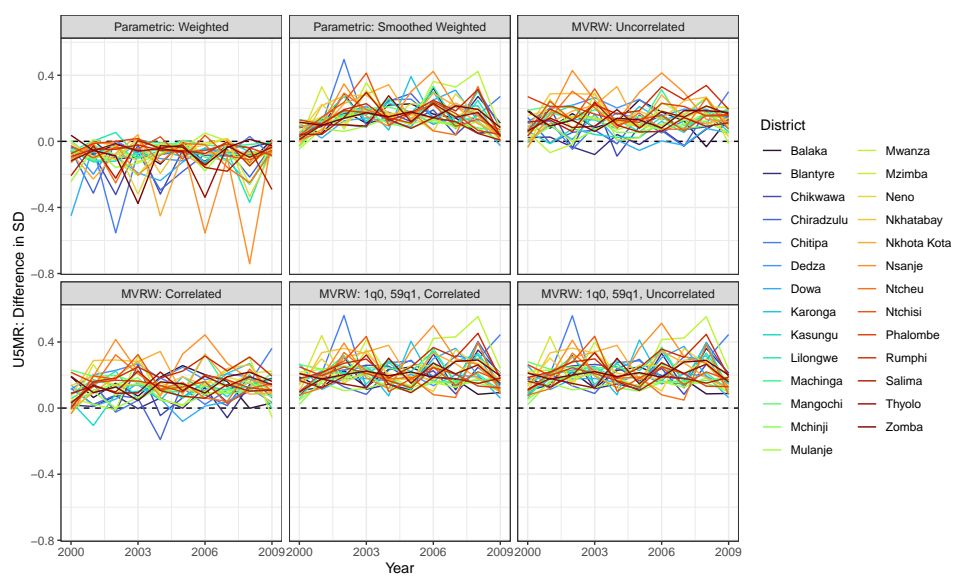 Parametric: Weighted
Parametric: Smoothed Weighted
MVRW: Uncorrelated
0.4
0.0
−0.4
−0.8
MVRW: Correlated
MVRW: 1q0, 59q1, Correlated
MVRW: 1q0, 59q1, Uncorrelated
0.4
0.0
−0.4
−0.8
U5MR: Difference in SD
2000 2003 2006 2009
2000 2003 2006 2009
2000 2003 2006 2009
Year
District
Balaka
Blantyre
Chikwawa
Chiradzulu
Chitipa
Dedza
Dowa
Karonga
Kasungu
Lilongwe
Machinga
Mangochi
Mchinji
Mulanje
Mwanza
Mzimba
Neno
Nkhatabay
Nkhota Kota
Nsanje
Ntcheu
Ntchisi
Phalombe
Rumphi
Salima
Thyolo
Zomba